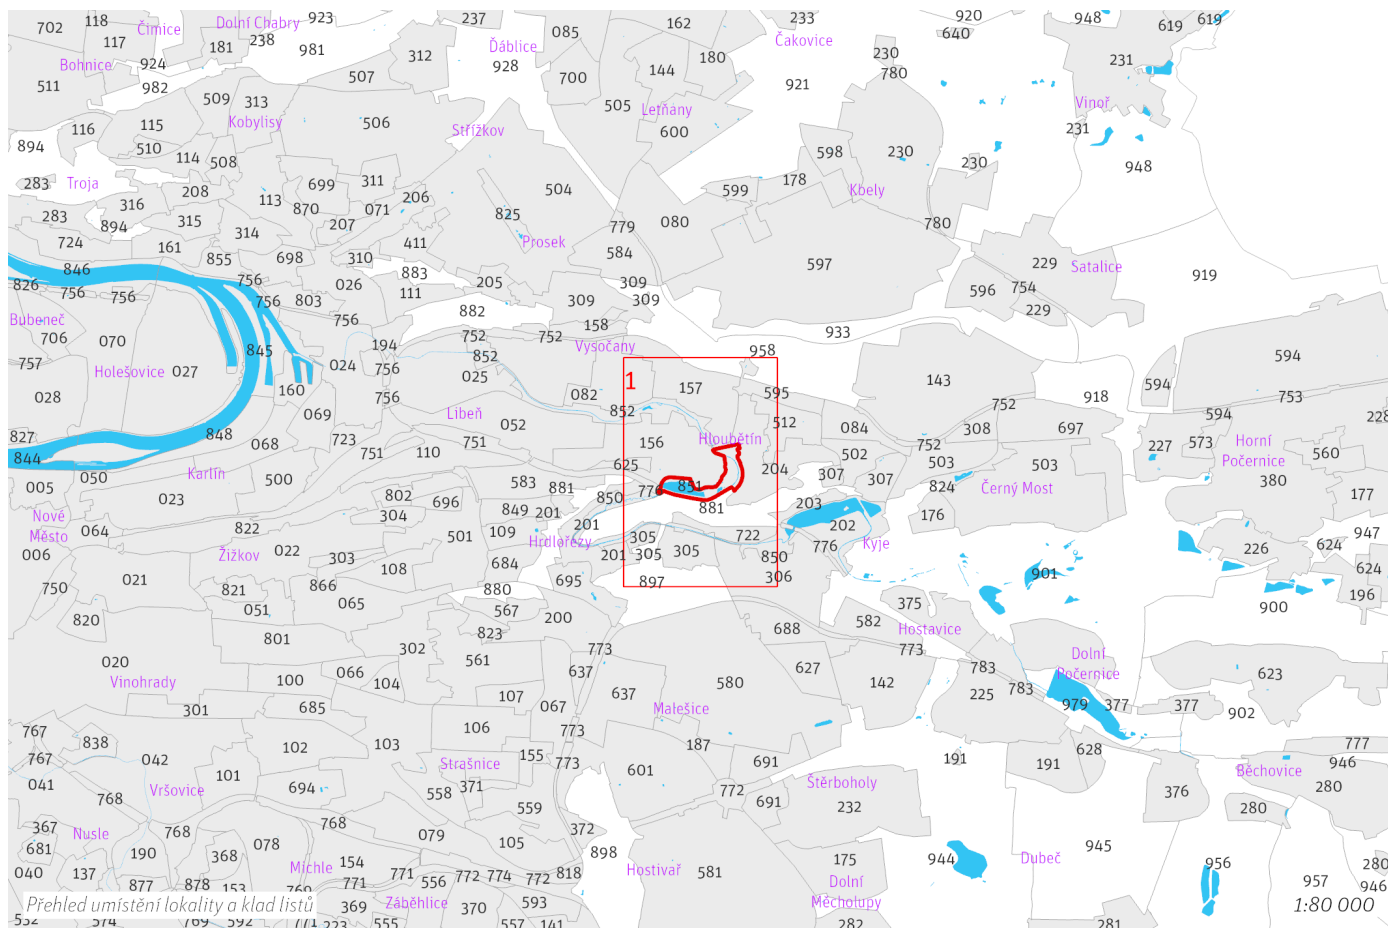 702 118 Čimice Dolní Chabry 923 237 Ďáblice 085 162 233 Čakovice 920 948 619 619
117 181 238 981 312 928 144 180 230 640 231
Bohnice 924 982 507 700 921 780
511 509 313 Kobylisy 506 Střížkov 505 Letňany 600 Vinoř 231
116 115 894 510 114 508 598 230 230 948
283 Troja 208 699 311 206 504 599 178 Kbely
316 113 870 071 825 779 080 780
283 894 315 207
724 161 314 411 Prosek 584 229 Satalice
846 855 698 310 883 205 309 597 919
826 756 756 756 756 803 026 111 309 309 596 754 229
882 158 933
Bubeneč 706 070 756 194 752 852 752 Vysočany 958 594
757 Holešovice 027 845 024 756 025 1 157 143
028 160 756 082 595 918 594 753
069 Libeň 052 852 512 752 594 228
827 848 068 723 751 156 Hloubětín 084 308 697 227 573 Horní Počernice 560
844 Karlín 751 110 625 204 502 752 503 503
005 050 023 500 583 881 776 851 307 307 824 Černý Most 380 177
Nové Město 064 802 696 849 201 850 881 203 176
006 822 304 501 109 201 305 722 202 947
Žižkov 022 303 Hrdlořezy 201 305 305 850 776 Kyje 226 624
750 021 108 684 695 897 306 901 624
821 866 880 196
820 051 065 567 200 375 900
801 823 688 582 Hostavice
020 302 561 773 773 Dolní Počernice
Vinohrady 100 066 104 637 637 580 627 142 783 623
301 685 107 067 Malešice 225 783 979 377 377 902
767 838 042 102 103 106 773 187 628 777
767 Strašnice 155 773 691 191 191 946
041 101 694 371 601 Štěrboholy Běchovice 280
768 Vršovice 558 559 772 691 232 376 280
367 Nusle 768 768 079 372
681 190 368 078 105 898 175 944 Dubeč 945 956 280
040 137 Michle 154 771 772 774 772 818 Hostivař 581 Dolní Měcholupy 957 946
877 878 153 769 771 556 593
Přehled umístění lokality a klad listů 369 Záběhlice 370 1:80 000
532 574 769 592 771 223 555 557 141 282 281